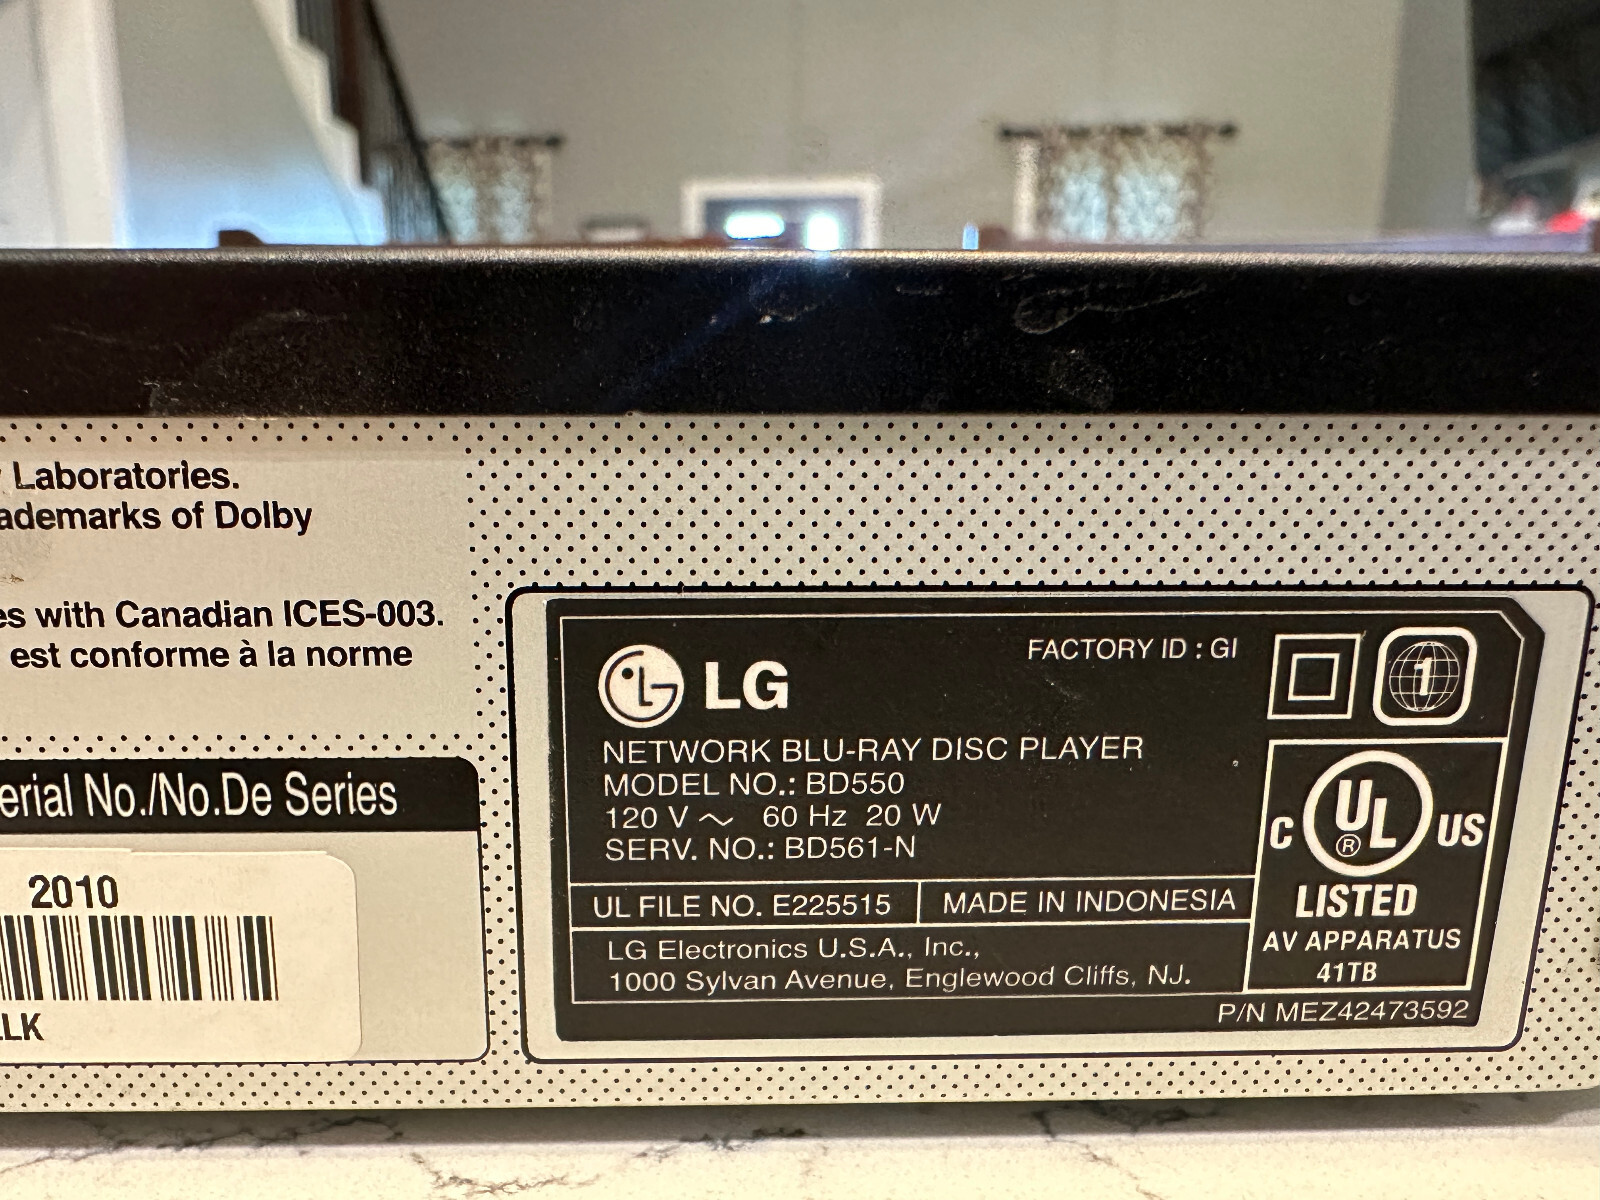 Laboratories.
ademarks of Dolby
es with Canadian ICES-003.
est conforme à la norme
erial No./No.De Series
2010
LK
LG
FACTORY ID : GI
1
NETWORK BLU-RAY DISC PLAYER
MODEL NO.: BD550
120 V ~ 60 Hz 20 W
SERV. NO.: BD561-N
UL FILE NO. E225515
MADE IN INDONESIA
LG Electronics U.S.A., Inc.,
1000 Sylvan Avenue, Englewood Cliffs, NJ.
C UL ® US
LISTED
AV APPARATUS
41TB
P/N MEZ42473592